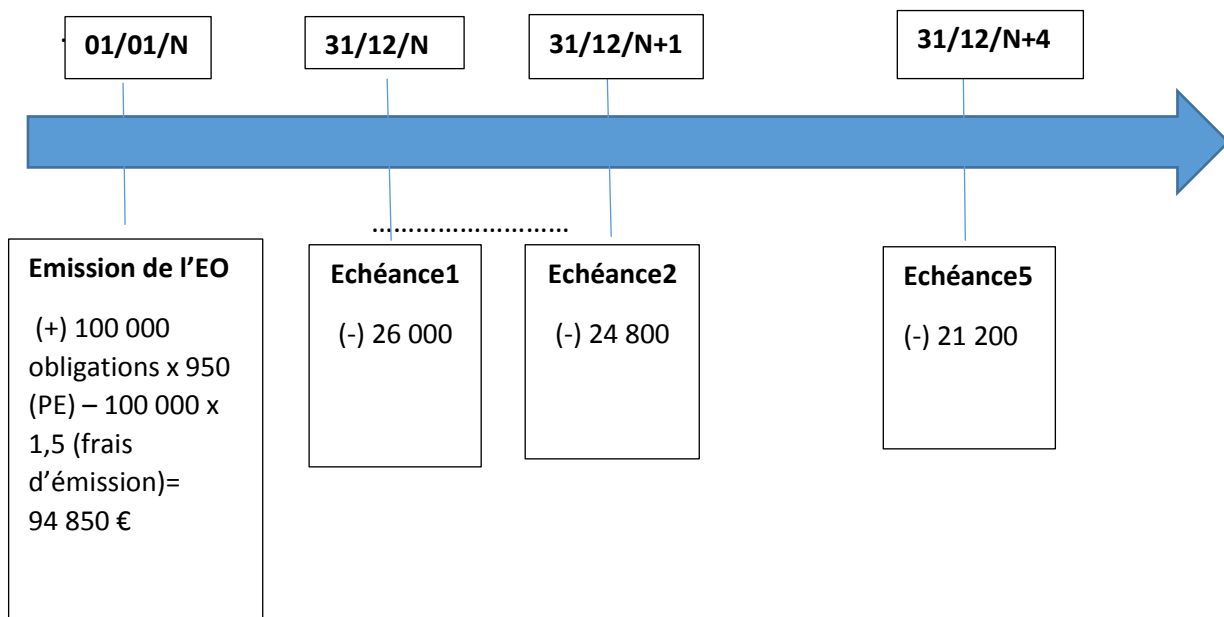 01/01/N
31/12/N
31/12/N+1
31/12/N+4
……………………….
Emission de l’EO
(+) 100 000
obligations x 950
(PE) – 100 000 x
1,5 (frais
d’émission)=
94 850 €
Echéance1
(-) 26 000
Echéance2
(-) 24 800
Echéance5
(-) 21 200